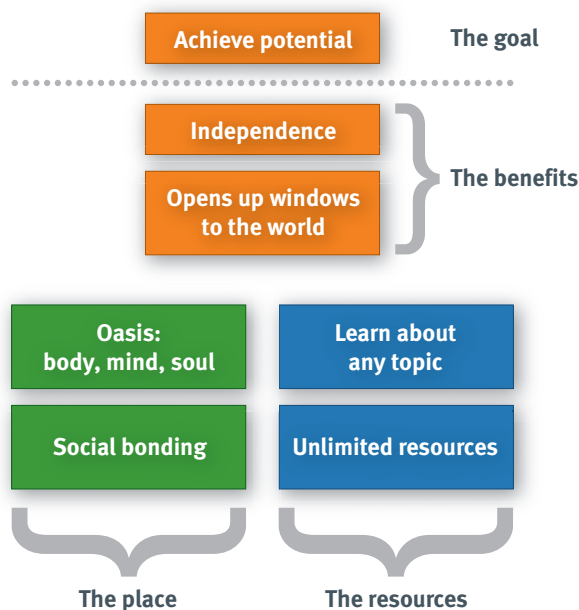 Achieve potential
The goal
Independence
Opens up windows
to the world
The benefits
Oasis:
body, mind, soul
Learn about
any topic
Social bonding
Unlimited resources
The place
The resources